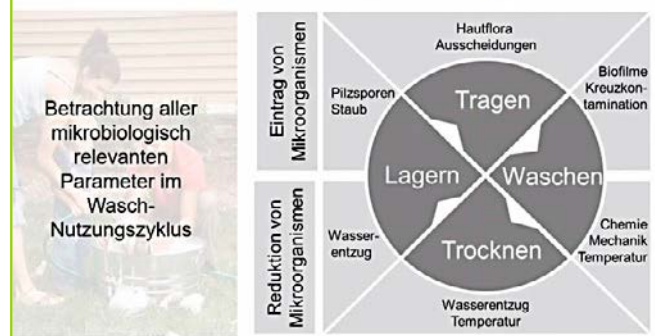 Betrachtung aller
mikrobiologisch
relevanten
Parameter im
Wasch-
Nutzungszyklus
Eintrag von
Mikroorganismen
Reduktion von
Mikroorganismen
Hautflora
Ausscheidungen
Pilzsporen
Staub
Biofilme
Kreuzkon-
tamination
Tragen
Lagern
Waschen
Trocknen
Wasser-
entzug
Chemie
Mechanik
Temperatur
Wasserentzug
Temperatur